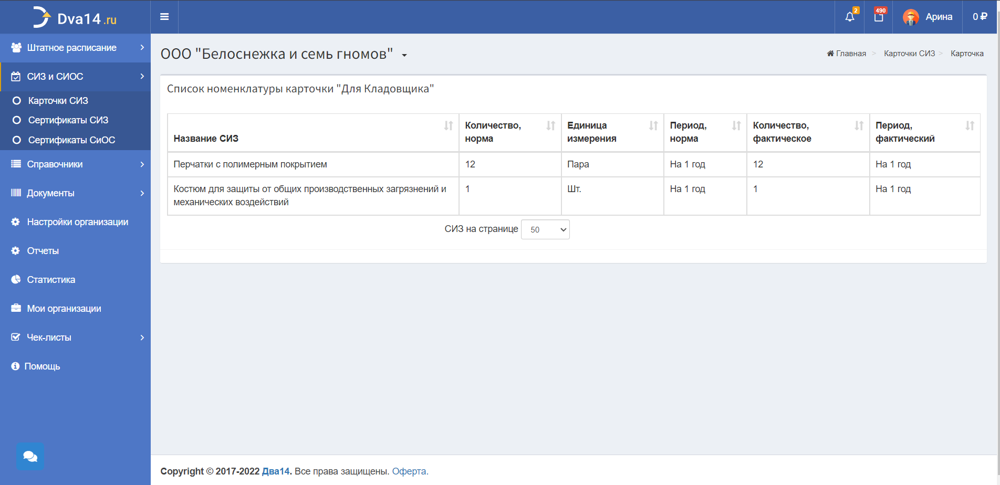 Dva14.ru
2
490
Арина
0 ₽
Штатное расписание
СИЗ и СИОС
Карточки СИЗ
Сертификаты СИЗ
Сертификаты СиОС
Справочники
Документы
Настройки организации
Отчеты
Статистика
Мои организации
Чек-листы
Помощь
ООО "Белоснежка и семь гномов"
Главная > Карточки СИЗ > Карточка
Список номенклатуры карточки "Для Кладовщика"
Название СИЗ
Количество,
норма
Единица
измерения
Период,
норма
Количество,
фактическое
Период,
фактический
Перчатки с полимерным покрытием 12 Пара На 1 год 12 На 1 год
Костюм для защиты от общих производственных загрязнений и 1 Шт. На 1 год 1 На 1 год
механических воздействий
СИЗ на странице 50
Copyright © 2017-2022 Два14. Все права защищены. Оферта.